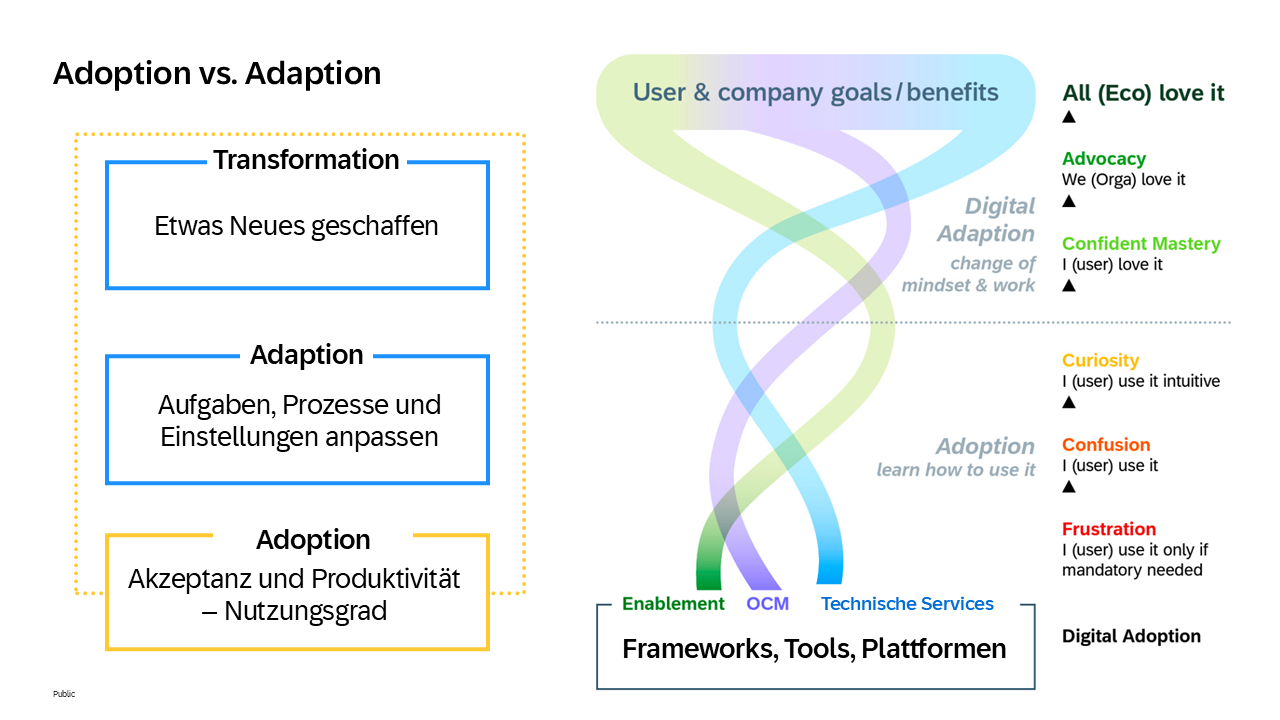 Adoption vs. Adaption
Transformation
Etwas Neues geschaffen
Adaption
Aufgaben, Prozesse und
Einstellungen anpassen
Adoption
Akzeptanz und Produktivität
– Nutzungsgrad
Public
User & company goals/benefits
Digital
Adaption
change of
mindset & work
Adoption
learn how to use it
Enablement
OCM
Technische Services
Frameworks, Tools, Plattformen
All (Eco) love it
▲
Advocacy
We (Orga) love it
▲
Confident Mastery
I (user) love it
▲
Curiosity
I (user) use it intuitive
▲
Confusion
I (user) use it
▲
Frustration
I (user) use it only if
mandatory needed
Digital Adoption